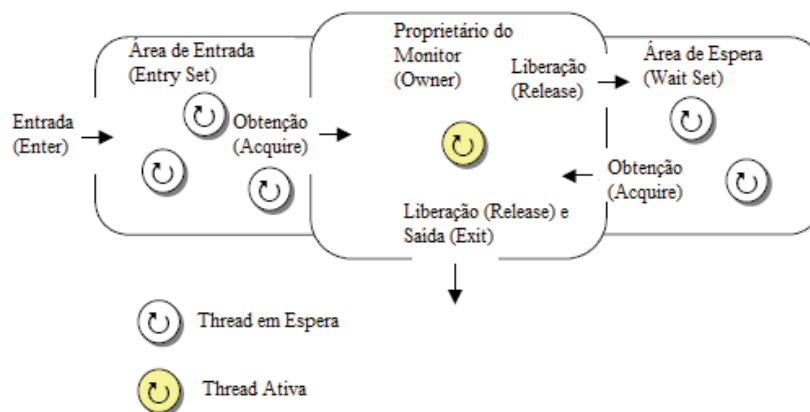 Área de Entrada
(Entry Set)
Proprietário do
Monitor
(Owner)
Liberação
(Release)
Área de Espera
(Wait Set)
Entrada
(Enter)
Obtenção
(Acquire)
Obtenção
(Acquire)
Liberação (Release) e
Saída (Exit)
Thread em Espera
Thread Ativa